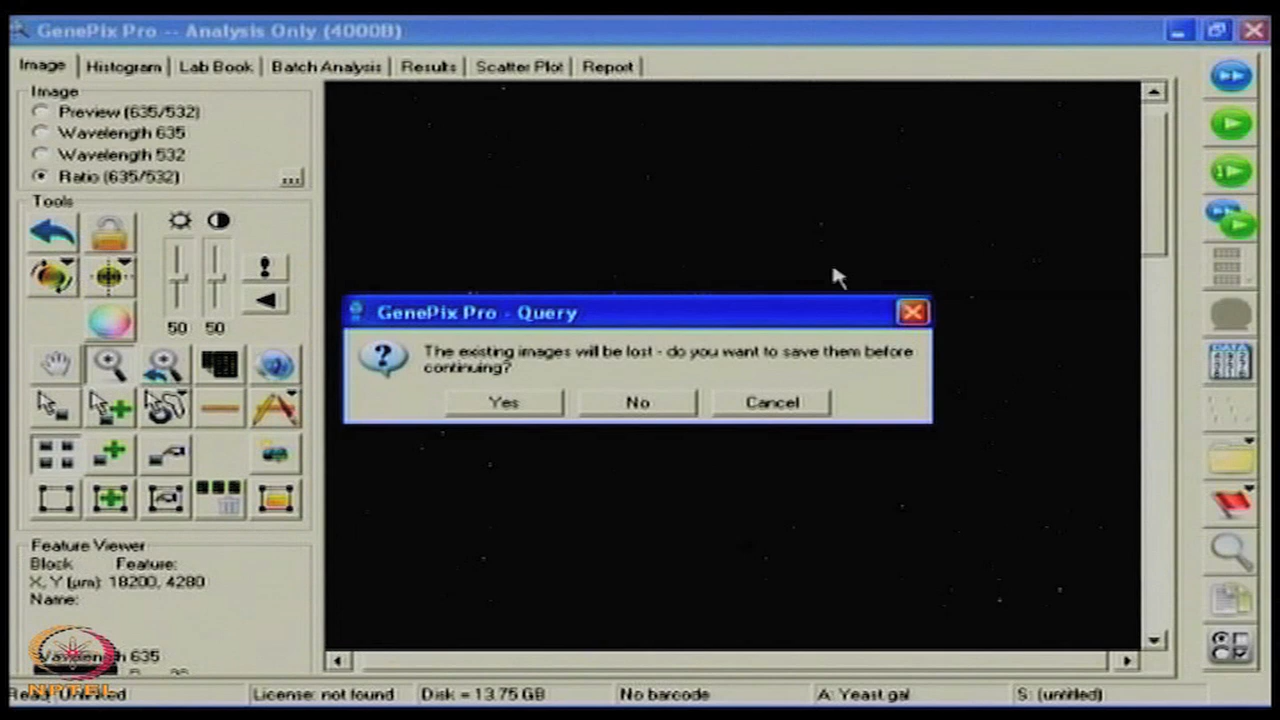 GenePix Pro -- Analysis Only (4000B)
Image Histogram Lab Book Batch Analysis Results Scatter Plot Report
Image
Preview (635/532)
Wavelength 635
Wavelength 532
Ratio (635/532)
...
Tools
50 50
GenePix Pro - Query
The existing images will be lost - do you want to save them before
continuing?
Yes No Cancel
DATA
Feature Viewer
Block Feature:
X, Y (µm): 18200, 4280
Name:
Wavelength 635
NPTEL
License: not found Disk = 13.75 GB No barcode A: Yeast.gal S: (untitled)